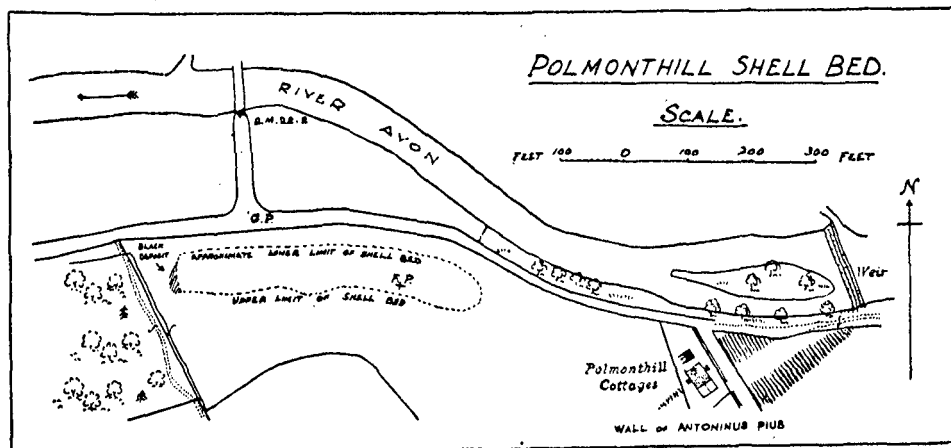 POLMONTHILL SHELL BED.
SCALE.
FEET 100 0 100 200 300 FEET
RIVER AVON
B.M. 22.2
N
G.P.
BLACK DEPOSIT
APPROXIMATE LOWER LIMIT OF SHELL BED
F.P.
UPPER LIMIT OF SHELL BED
Weir
Polmonthill
Cottages
WALL OF ANTONINUS PIUS